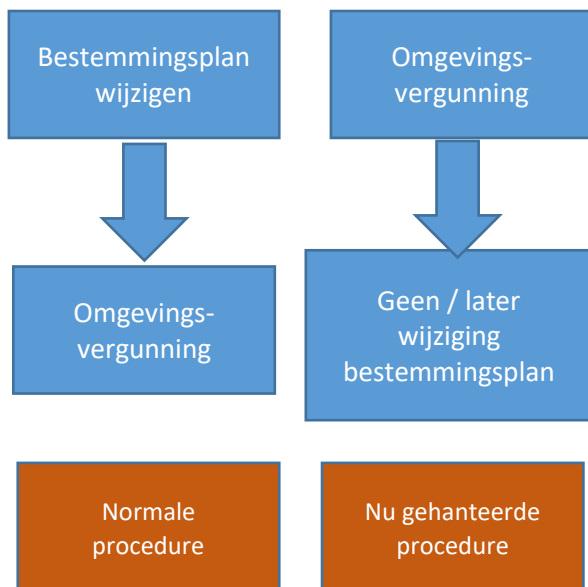 Bestemmingsplan
wijzigen
Omgevings-
vergunning
Omgevings-
vergunning
Geen / later
wijziging
bestemmingsplan
Normale
procedure
Nu gehanteerde
procedure